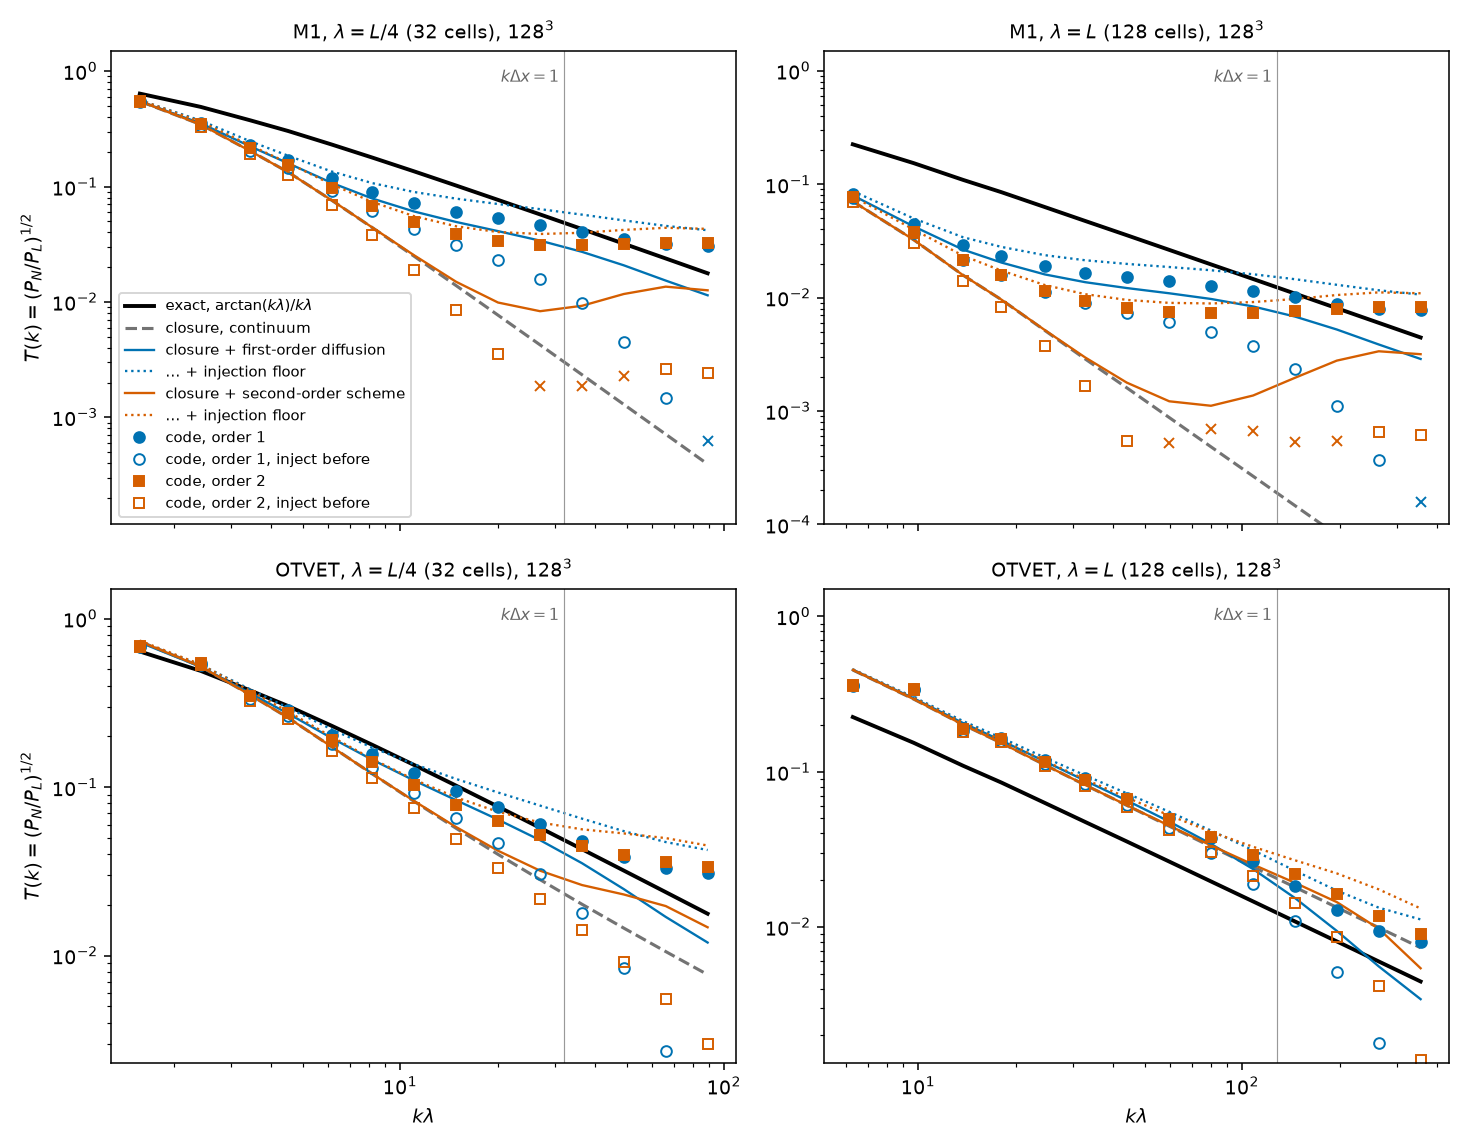 M1, λ = L/4 (32 cells), 128³
M1, λ = L (128 cells), 128³
kΔx = 1
kΔx = 1
10⁰
10⁻¹
10⁻²
10⁻³
T(k) = (P_N/P_L)^{1/2}
exact, arctan(kλ)/kλ
closure, continuum
closure + first-order diffusion
... + injection floor
closure + second-order scheme
... + injection floor
code, order 1
code, order 1, inject before
code, order 2
code, order 2, inject before
10⁰
10⁻¹
10⁻²
10⁻³
10⁻⁴
OTVET, λ = L/4 (32 cells), 128³
OTVET, λ = L (128 cells), 128³
kΔx = 1
kΔx = 1
10⁰
10⁻¹
10⁻²
T(k) = (P_N/P_L)^{1/2}
10⁰
10⁻¹
10⁻²
10¹
10²
10¹
10²
kλ
kλ